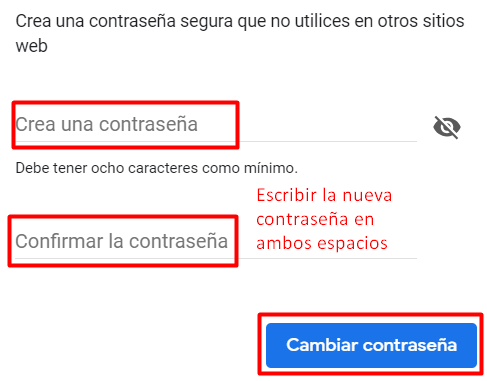 Crea una contraseña segura que no utilices en otros sitios
web
Crea una contraseña
Debe tener ocho caracteres como mínimo.
Escribir la nueva
contraseña en
ambos espacios
Confirmar la contraseña
Cambiar contraseña